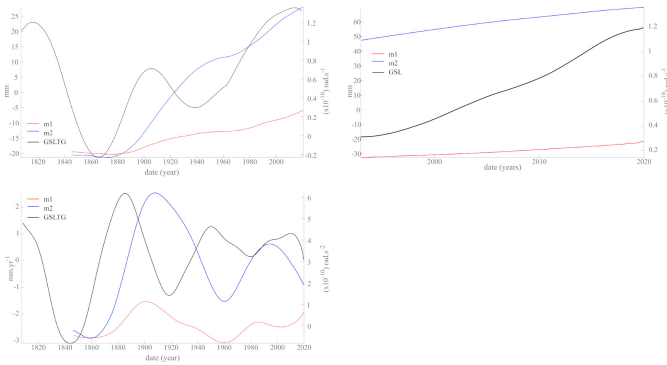 25
20
15
10
5
0
-5
-10
-15
-20
mm
m1
m2
GSLTG
1.2
1
0.8
0.6
0.4
0.2
0
-0.2
(x10⁻¹⁰) rad.s⁻¹
1820 1840 1860 1880 1900 1920 1940 1960 1980 2000
date (year)
60
50
40
30
20
10
0
-10
-20
-30
mm
m1
m2
GSL
1.2
1
0.8
0.6
0.4
0.2
(x10⁻¹⁰) rad.s⁻¹
2000 2010 2020
date (years)
2
1
0
-1
-2
-3
mm.yr⁻¹
m1
m2
GSLTG
6
5
4
3
2
1
0
(x10⁻¹⁰) rad.s⁻²
1820 1840 1860 1880 1900 1920 1940 1960 1980 2000 2020
date (year)